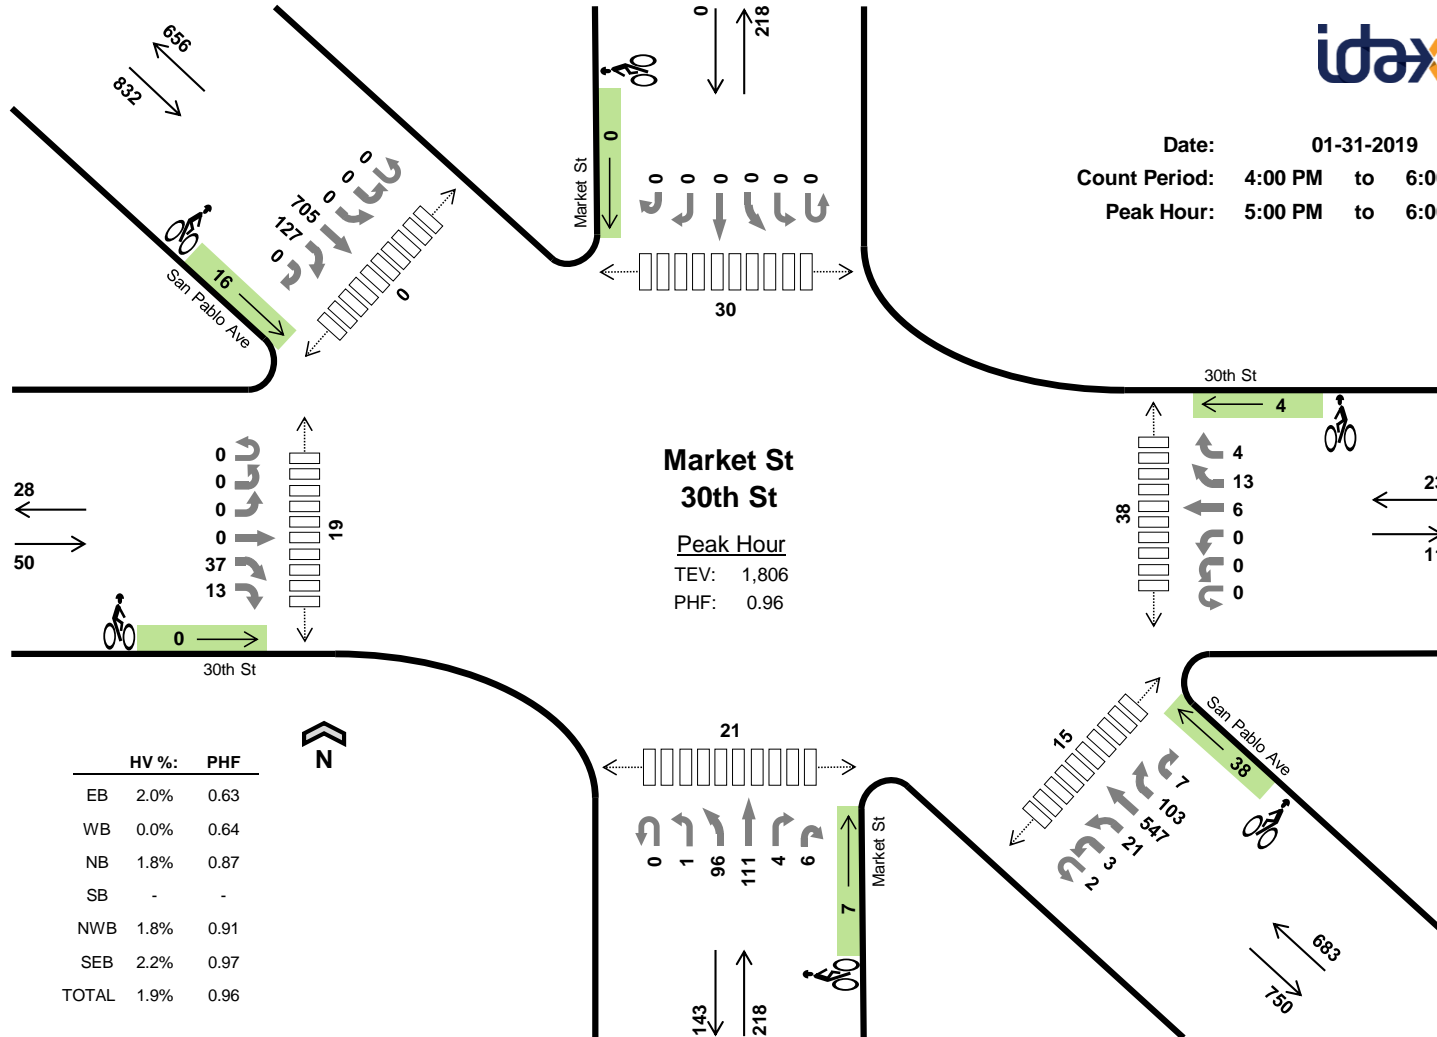 idax
Date: 01-31-2019
Count Period: 4:00 PM to 6:0
Peak Hour: 5:00 PM to 6:0
656
832
0
218
Market St
0
0 0 0 0 0 0
30
San Pablo Ave
16
0
127
705
0
0
0
0
30th St
4
4
13
6
0
0
0
38
23
11
28
50
0
0
0
0
37
13
19
0
30th St
Market St
30th St
Peak Hour
TEV: 1,806
PHF: 0.96
N
HV %: PHF
EB 2.0% 0.63
WB 0.0% 0.64
NB 1.8% 0.87
SB - -
NWB 1.8% 0.91
SEB 2.2% 0.97
TOTAL 1.9% 0.96
21
0 1 96 111 4 6
Market St
7
143
218
15
San Pablo Ave
38
7
103
547
21
3
2
683
750